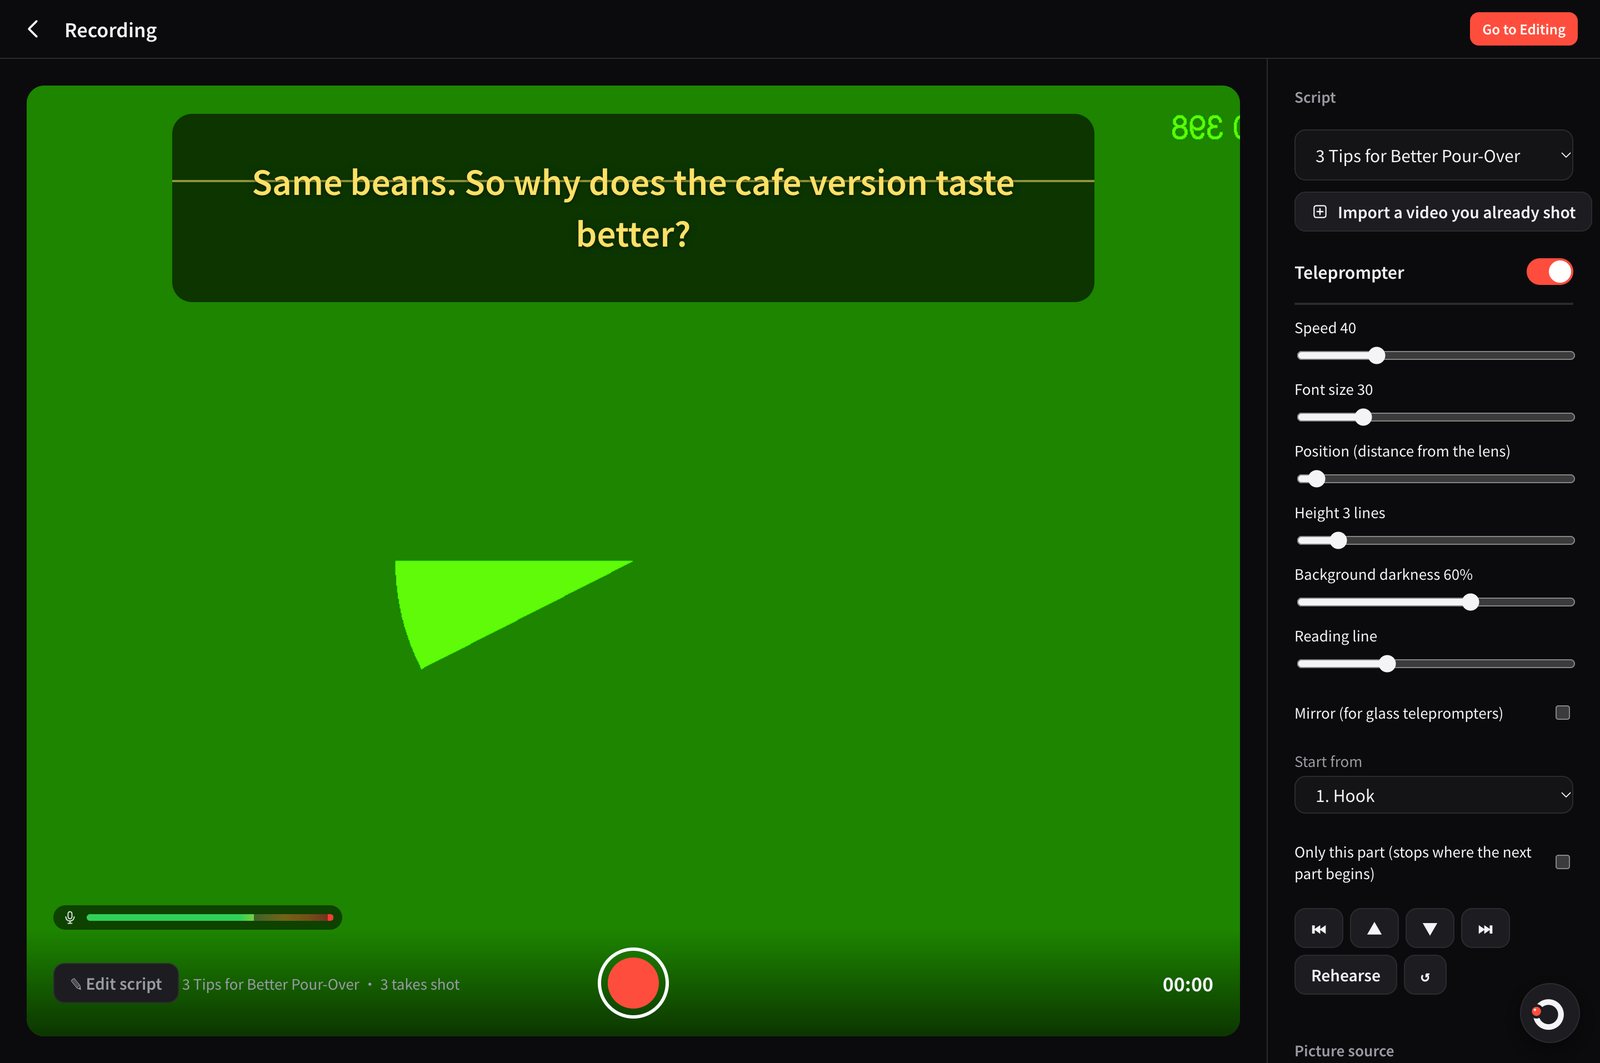 Recording
Go to Editing
Same beans. So why does the cafe version taste
better?
Script
3 Tips for Better Pour-Over
Import a video you already shot
Teleprompter
Speed 40
Font size 30
Position (distance from the lens)
Height 3 lines
Background darkness 60%
Reading line
Mirror (for glass teleprompters)
Start from
1. Hook
Only this part (stops where the next
part begins)
Rehearse
Edit script
3 Tips for Better Pour-Over • 3 takes shot
00:00
Picture source